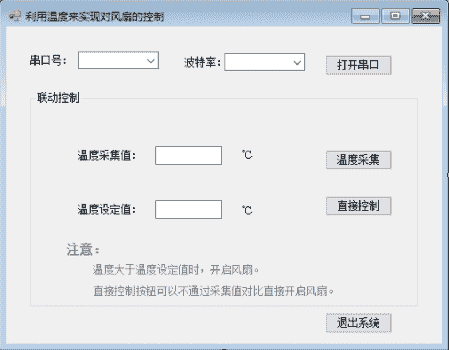 利用温度来实现对风扇的控制
串口号： 波特率： 打开串口
联动控制
温度采集值： ℃ 温度采集
温度设定值： ℃ 直接控制
注意：
温度大于温度设定值时，开启风扇。
直接控制按钮可以不通过采集值对比直接开启风扇。
退出系统